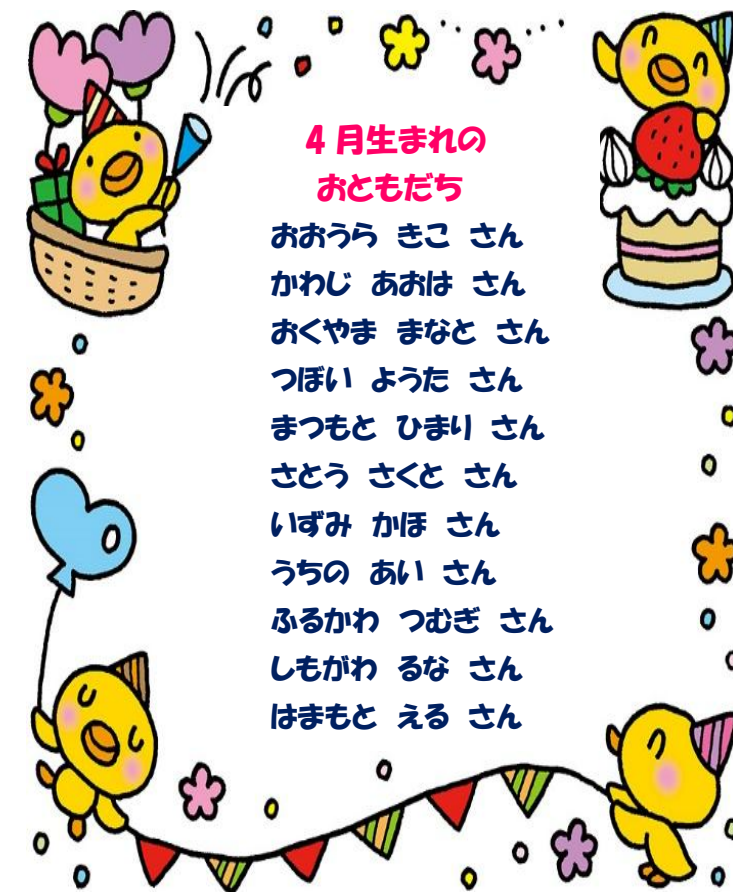 4月生まれの
おともだち
おおうら きこ さん
かわじ あおは さん
おくやま まなと さん
つぼい ようた さん
まつもと ひまり さん
さとう さくと さん
いずみ かほ さん
うちの あい さん
ふるかわ つむぎ さん
しもがわ るな さん
はまもと える さん